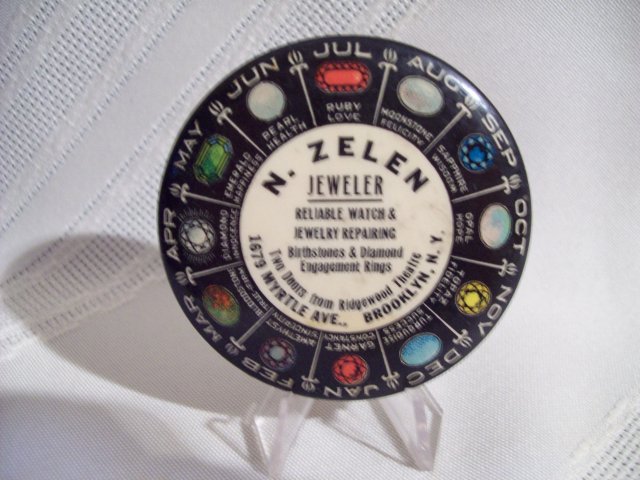 N. ZELEN
JEWELER
RELIABLE WATCH &
JEWELRY REPAIRING
Birthstones & Diamond
Engagement Rings
Two Doors from Ridgewood Theatre
1679 MYRTLE AVE., BROOKLYN, N.Y.
JAN
GARNET
CONSTANCY
FEB
AMETHYST
SINCERITY
MAR
BLOODSTONE
APR
DIAMOND
INNOCENCE
MAY
EMERALD
HAPPINESS
JUN
PEARL
HEALTH
JUL
RUBY
LOVE
AUG
MOONSTONE
FELICITY
SEP
SAPPHIRE
WISDOM
OCT
OPAL
HOPE
NOV
TOPAZ
FIDELITY
DEC
TURQUOISE
SUCCESS